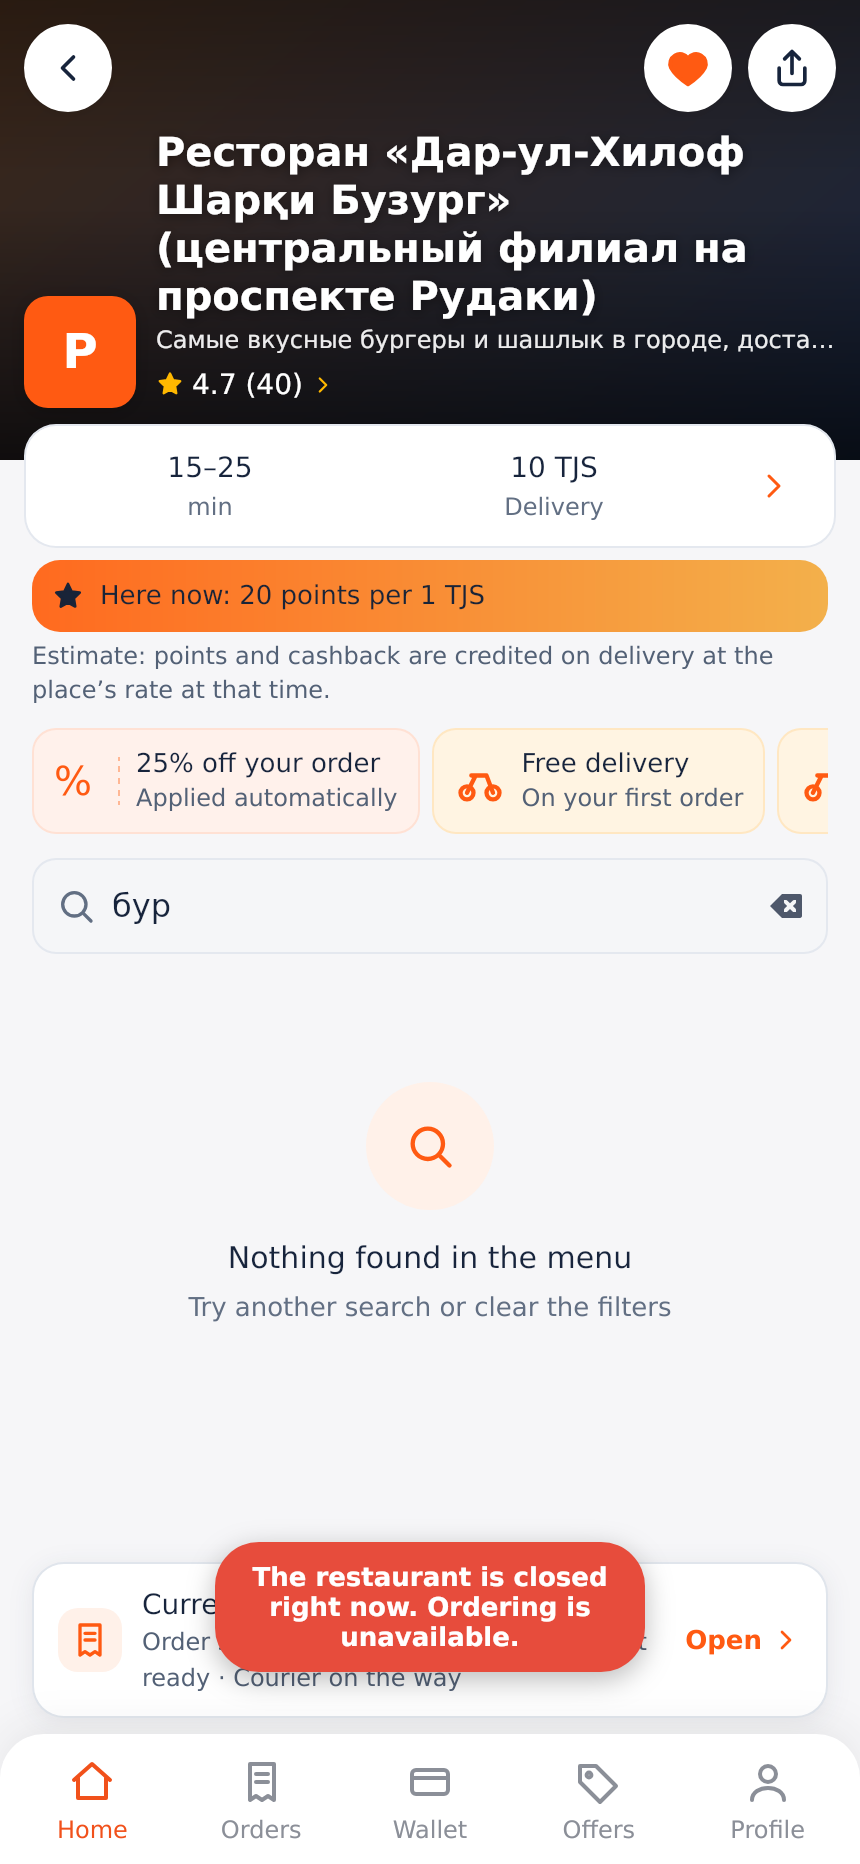 Ресторан «Дар-ул-Хилоф
Шарқи Бузург»
(центральный филиал на
проспекте Рудаки)
Р
Самые вкусные бургеры и шашлык в городе, доста...
4.7 (40)
15–25
min
10 TJS
Delivery
Here now: 20 points per 1 TJS
Estimate: points and cashback are credited on delivery at the
place’s rate at that time.
%
25% off your order
Applied automatically
Free delivery
On your first order
бур
Nothing found in the menu
Try another search or clear the filters
The restaurant is closed
right now. Ordering is
unavailable.
Order
ready · Courier on the way
Open
Home
Orders
Wallet
Offers
Profile